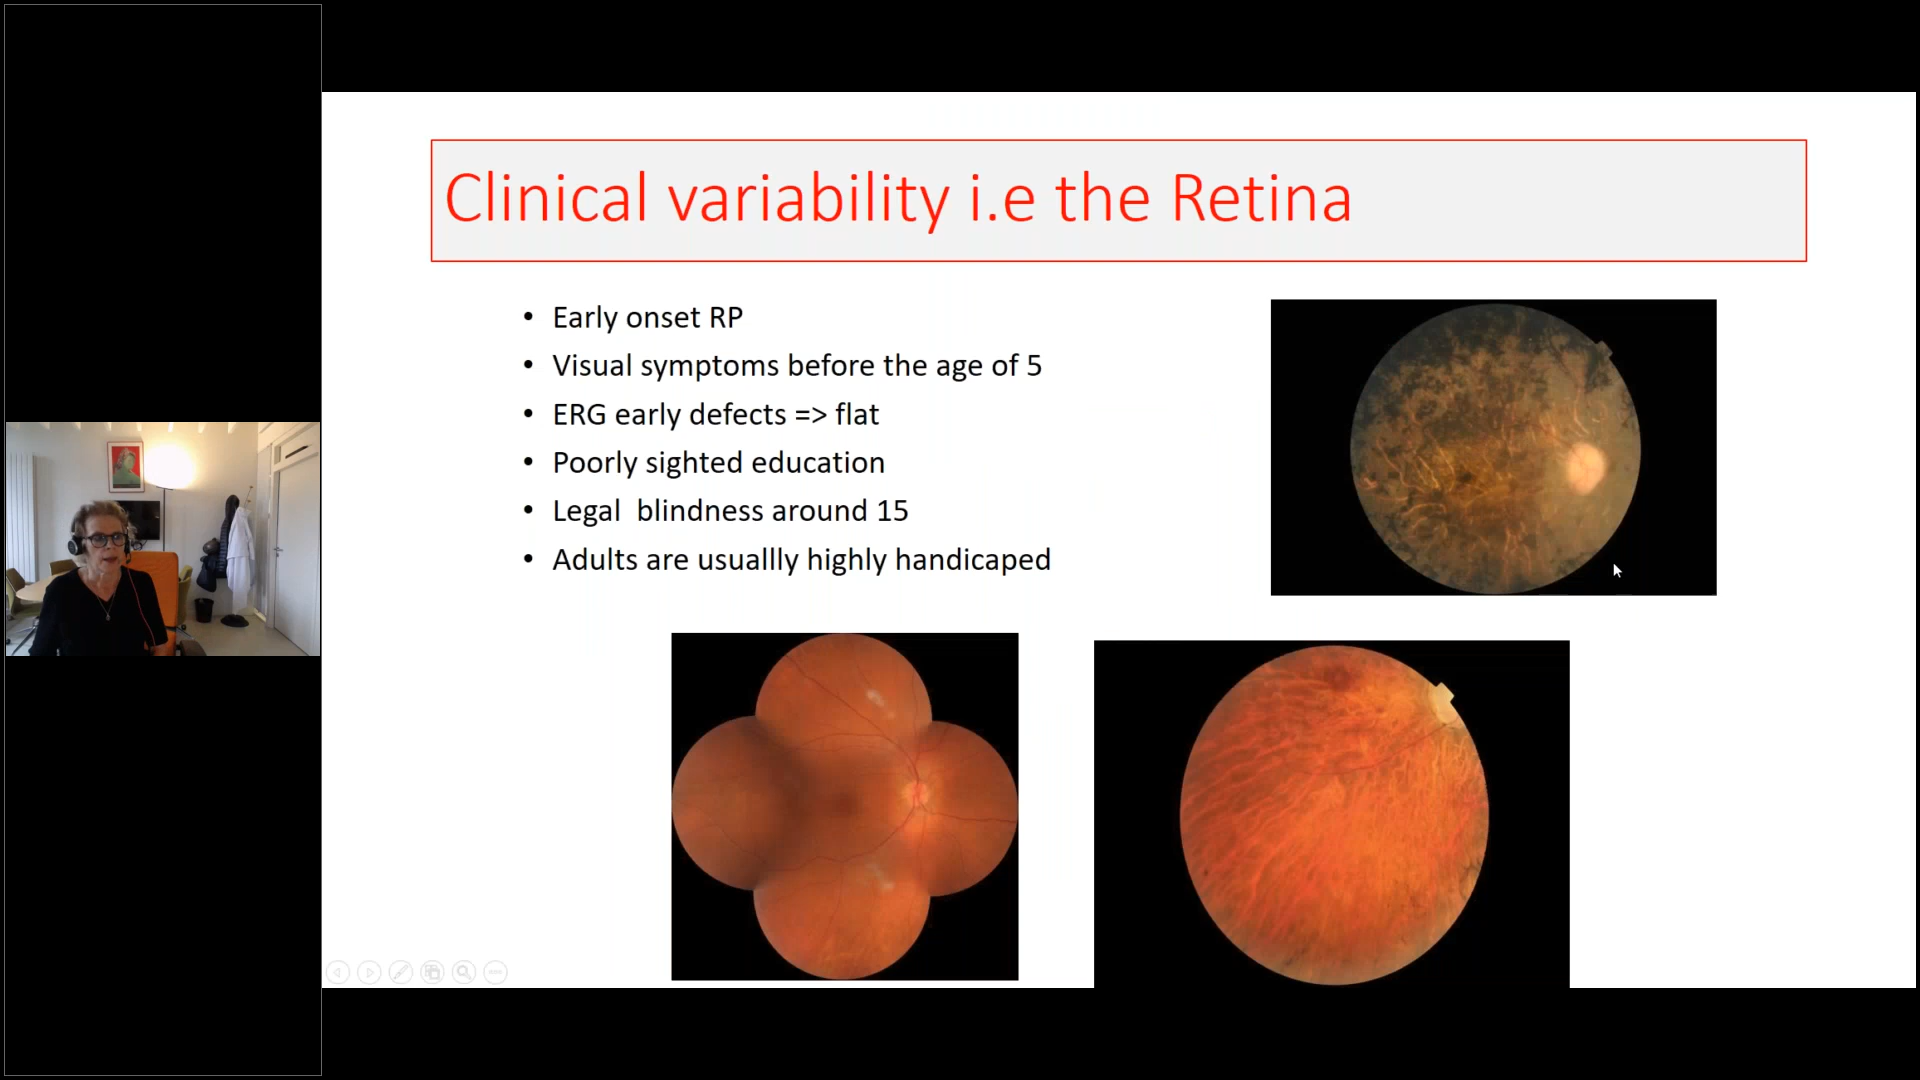 Clinical variability i.e the Retina
• Early onset RP
• Visual symptoms before the age of 5
• ERG early defects => flat
• Poorly sighted education
• Legal  blindness around 15
• Adults are usuallly highly handicaped